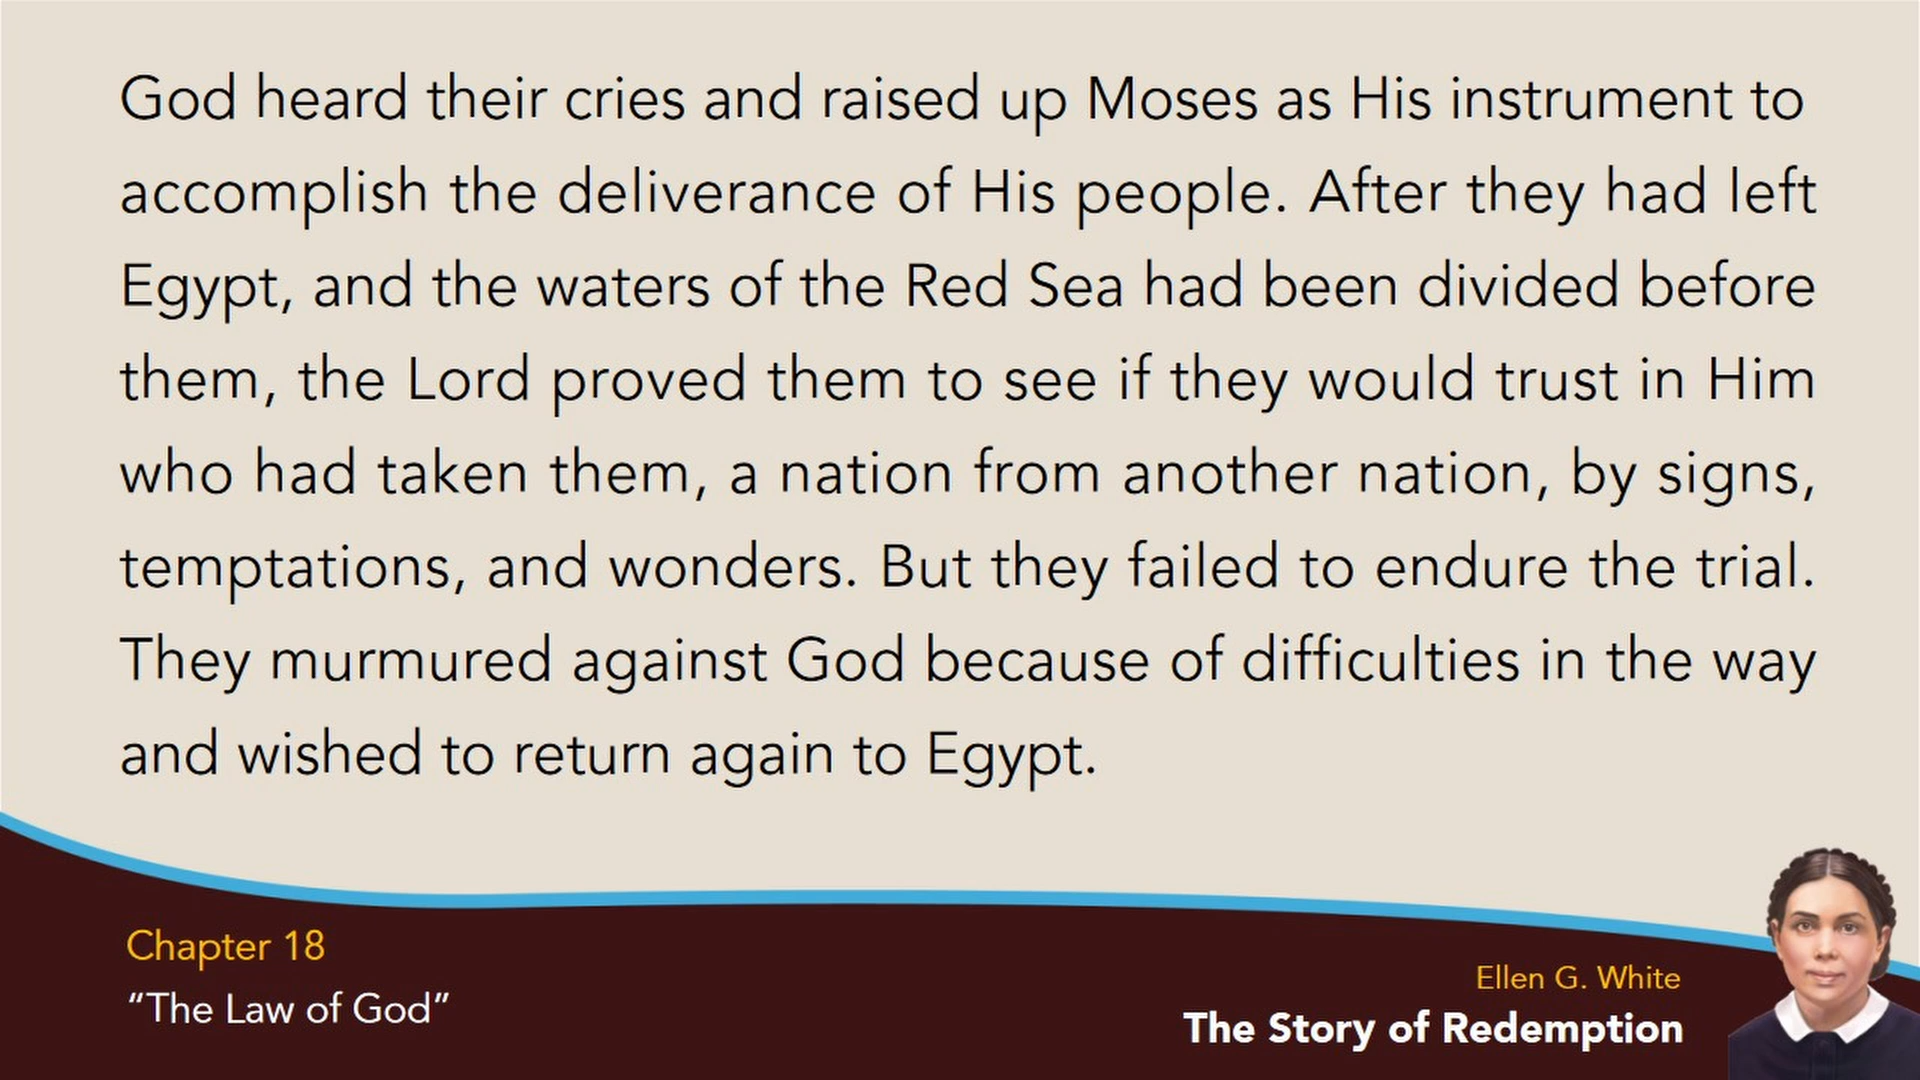 God heard their cries and raised up Moses as His instrument to
accomplish the deliverance of His people. After they had left
Egypt, and the waters of the Red Sea had been divided before
them, the Lord proved them to see if they would trust in Him
who had taken them, a nation from another nation, by signs,
temptations, and wonders. But they failed to endure the trial.
They murmured against God because of difficulties in the way
and wished to return again to Egypt.
Chapter 18
“The Law of God”
Ellen G. White
The Story of Redemption